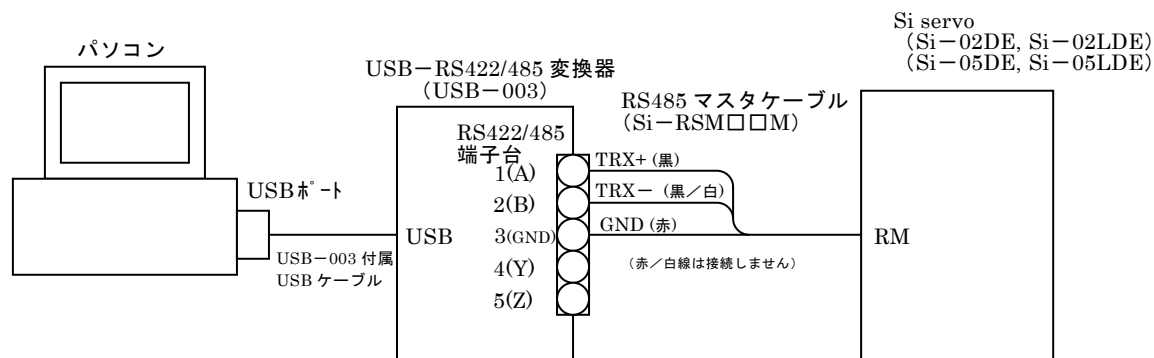 Si servo
(Si-02DE, Si-02LDE)
(Si-05DE, Si-05LDE)
パソコン
USB-RS422/485 変換器
(USB-003)
RS485 マスタケーブル
(Si-RSM□□M)
RS422/485
端子台
1(A)
TRX+ (黒)
USBポート
2(B)
TRX- (黒/白)
USB
3(GND)
GND (赤)
RM
USB-003 付属
USB ケーブル
4(Y)
(赤/白線は接続しません)
5(Z)